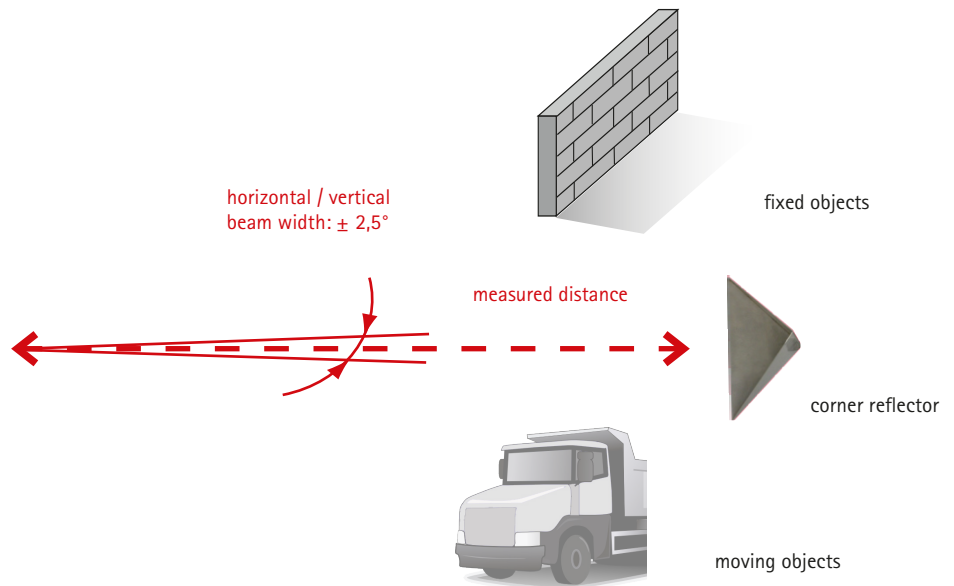 fixed objects
horizontal / vertical
beam width: ± 2,5°
measured distance
corner reflector
moving objects